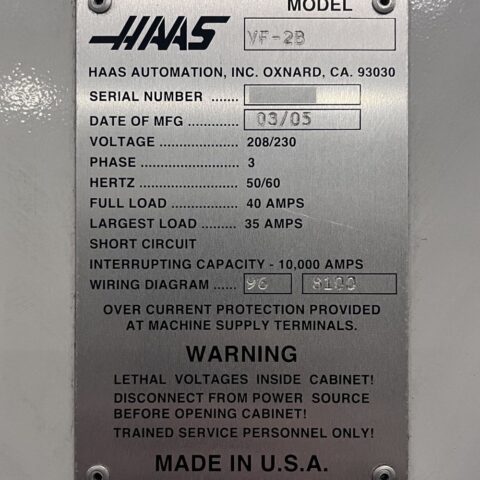 MODEL
HAAS VF-2B
HAAS AUTOMATION, INC. OXNARD, CA. 93030
SERIAL NUMBER .......
DATE OF MFG ............ 03/05
VOLTAGE ..................... 208/230
PHASE ......................... 3
HERTZ ......................... 50/60
FULL LOAD ................. 40 AMPS
LARGEST LOAD ......... 35 AMPS
SHORT CIRCUIT
INTERRUPTING CAPACITY - 10,000 AMPS
WIRING DIAGRAM ...... 96 8100
OVER CURRENT PROTECTION PROVIDED
AT MACHINE SUPPLY TERMINALS.
WARNING
LETHAL VOLTAGES INSIDE CABINET!
DISCONNECT FROM POWER SOURCE
BEFORE OPENING CABINET!
TRAINED SERVICE PERSONNEL ONLY!
MADE IN U.S.A.